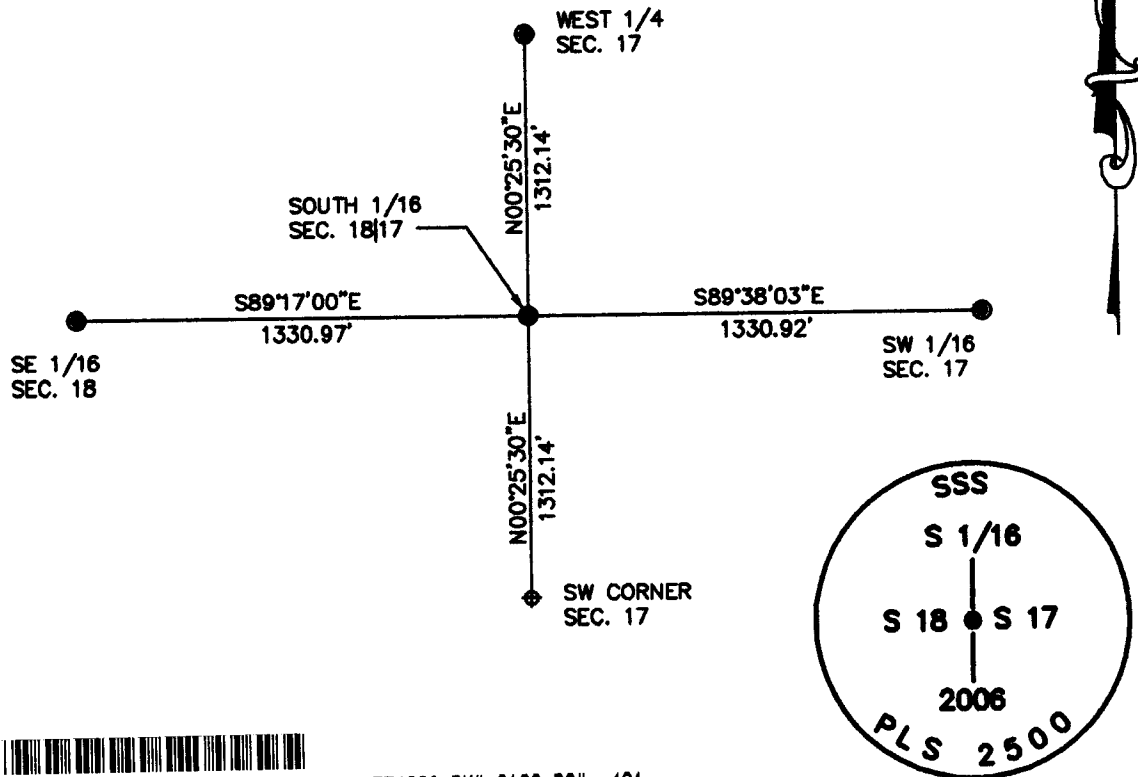 WEST 1/4
SEC. 17
N00°25'30"E
1312.14'
SOUTH 1/16
SEC. 18|17
S89°17'00"E
1330.97'
S89°38'03"E
1330.92'
SE 1/16
SEC. 18
SW 1/16
SEC. 17
N00°25'30"E
1312.14'
SW CORNER
SEC. 17
SSS
S 1/16
S 18 S 17
2006
PLS 2500